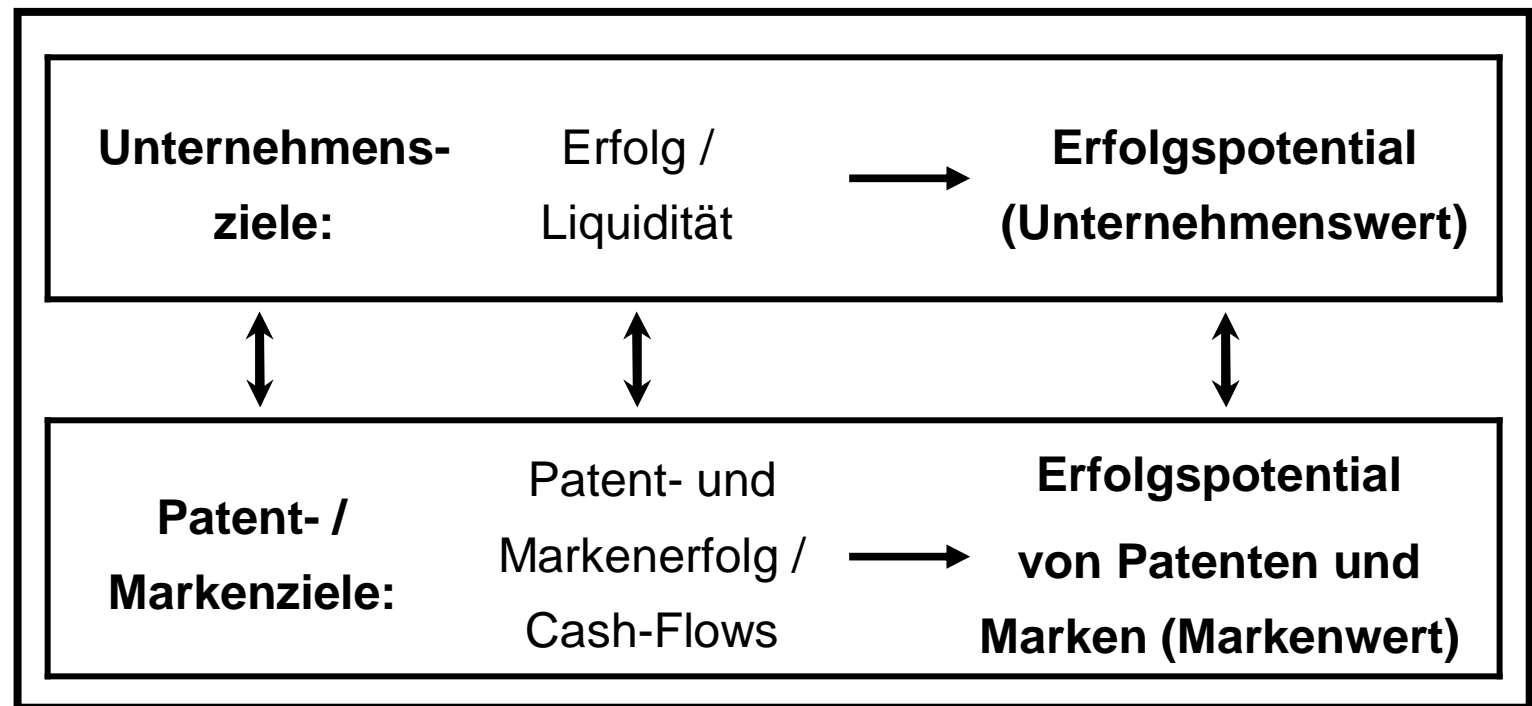 Unternehmens-
ziele:
Erfolg /
Liquidität
Erfolgspotential
(Unternehmenswert)
Patent- /
Markenziele:
Patent- und
Markenerfolg /
Cash-Flows
Erfolgspotential
von Patenten und
Marken (Markenwert)